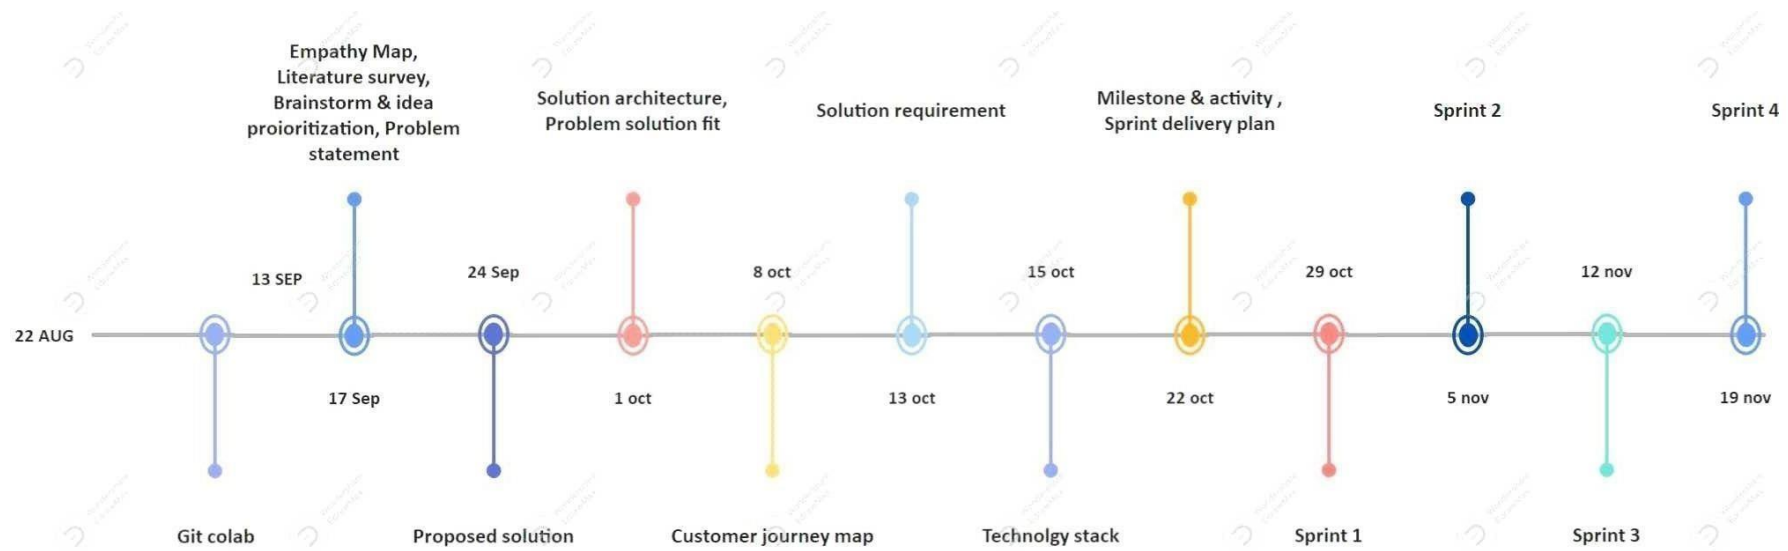 Empathy Map,
Literature survey,
Brainstorm & idea
proioritization, Problem
statement
Solution architecture,
Problem solution fit
Solution requirement
Milestone & activity ,
Sprint delivery plan
Sprint 2
Sprint 4
13 SEP
24 Sep
8 oct
15 oct
29 oct
12 nov
22 AUG
17 Sep
1 oct
13 oct
22 oct
5 nov
19 nov
Git colab
Proposed solution
Customer journey map
Technolgy stack
Sprint 1
Sprint 3